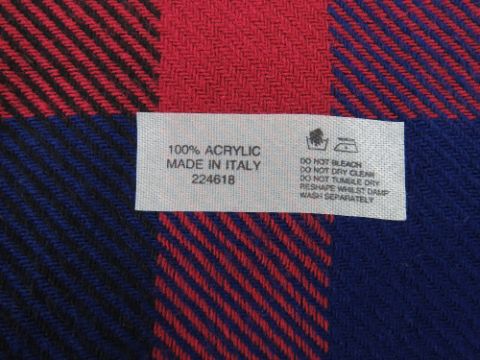 100% ACRYLIC
MADE IN ITALY
224618
DO NOT BLEACH
DO NOT DRY CLEAN
DO NOT TUMBLE DRY
RESHAPE WHILST DAMP
WASH SEPARATELY